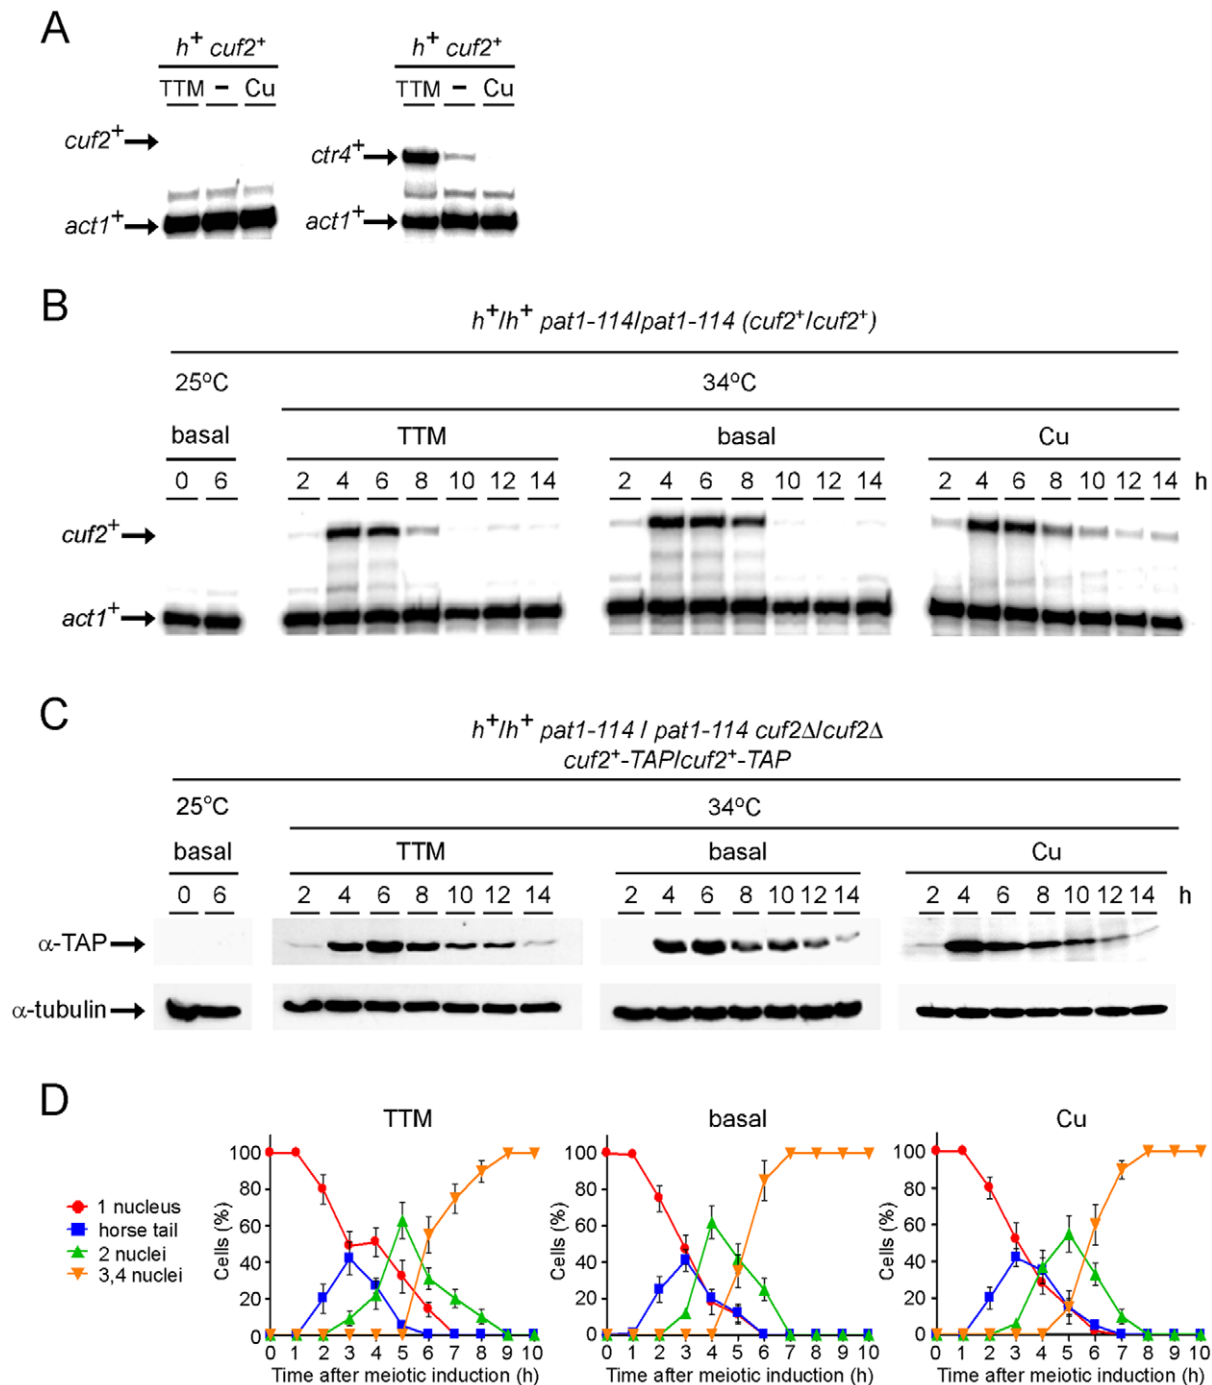 A
h+ cuf2+ h+ cuf2+
TTM – Cu TTM – Cu
cuf2+
ctr4+
act1+ act1+
B
h+/h+ pat1-114/pat1-114 (cuf2+/cuf2+)
25ºC 34ºC
basal TTM basal Cu
0 6 2 4 6 8 10 12 14 2 4 6 8 10 12 14 2 4 6 8 10 12 14 h
cuf2+
act1+
C
h+/h+ pat1-114 / pat1-114 cuf2Δ/cuf2Δ
cuf2+-TAP/cuf2+-TAP
25ºC 34ºC
basal TTM basal Cu
0 6 2 4 6 8 10 12 14 2 4 6 8 10 12 14 2 4 6 8 10 12 14 h
α-TAP
α-tubulin
D
TTM basal Cu
1 nucleus
horse tail
2 nuclei
3,4 nuclei
Cells (%) Cells (%) Cells (%)
100 100 100
80 80 80
60 60 60
40 40 40
20 20 20
0 0 0
0 1 2 3 4 5 6 7 8 9 10 0 1 2 3 4 5 6 7 8 9 10 0 1 2 3 4 5 6 7 8 9 10
Time after meiotic induction (h) Time after meiotic induction (h) Time after meiotic induction (h)